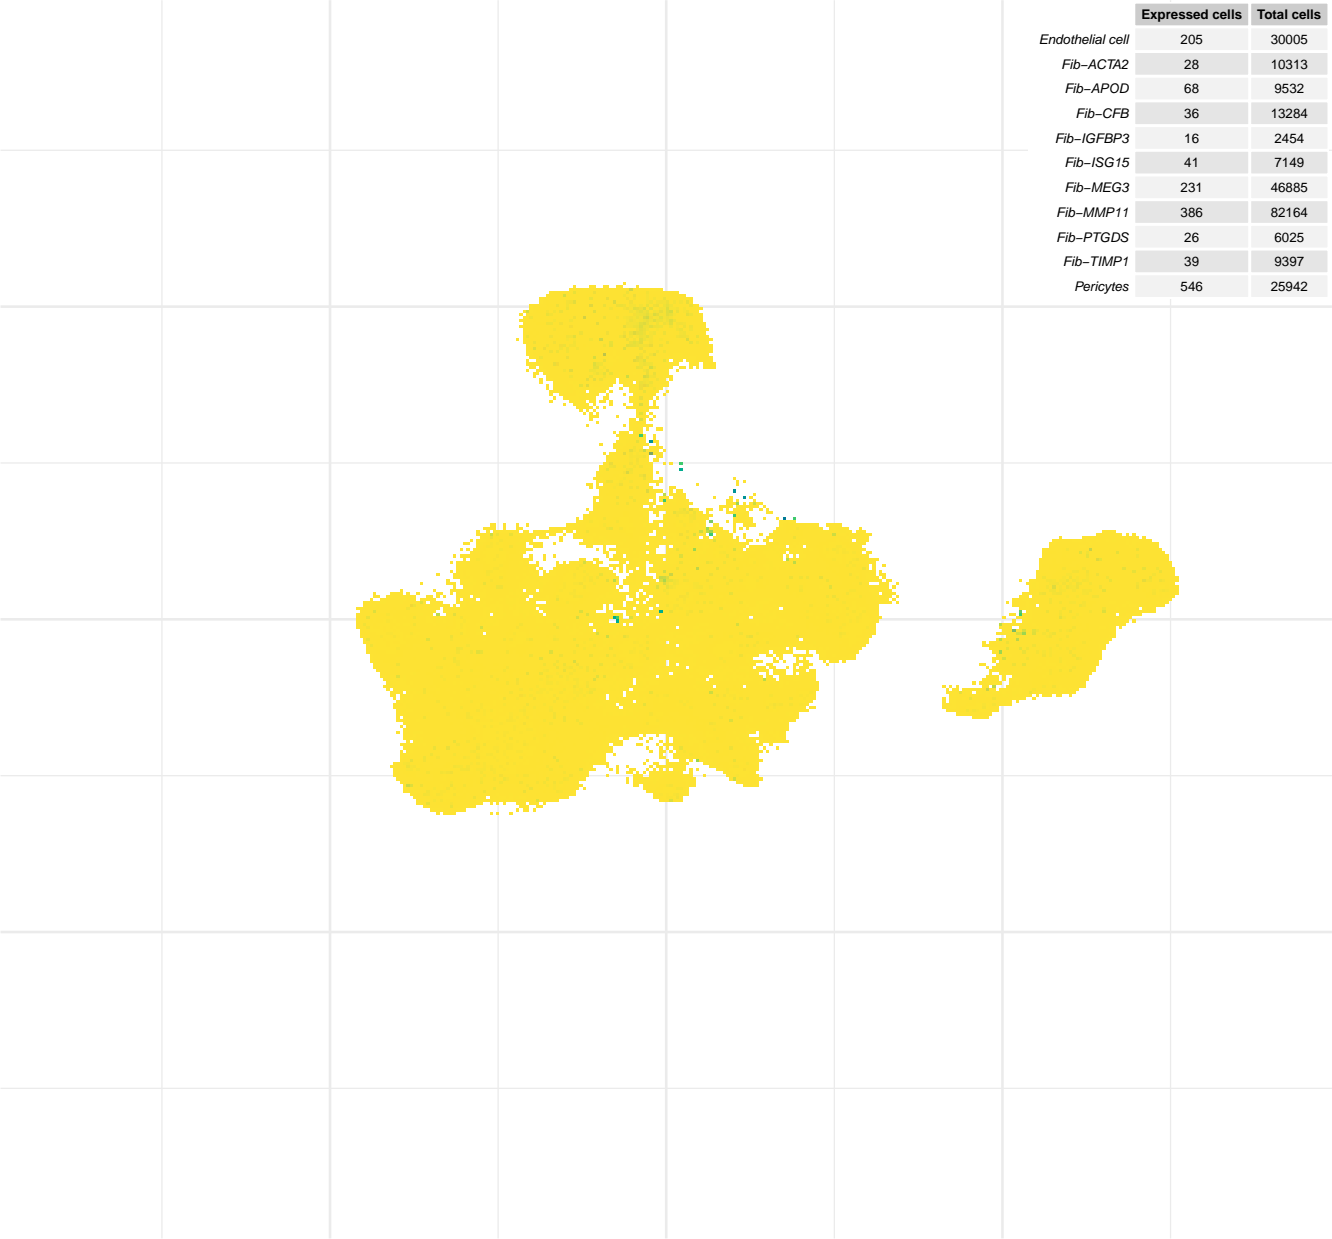 Expressed cells Total cells
Endothelial cell 205 30005
Fib−ACTA2 28 10313
Fib−APOD 68 9532
Fib−CFB 36 13284
Fib−IGFBP3 16 2454
Fib−ISG15 41 7149
Fib−MEG3 231 46885
Fib−MMP11 386 82164
Fib−PTGDS 26 6025
Fib−TIMP1 39 9397
Pericytes 546 25942